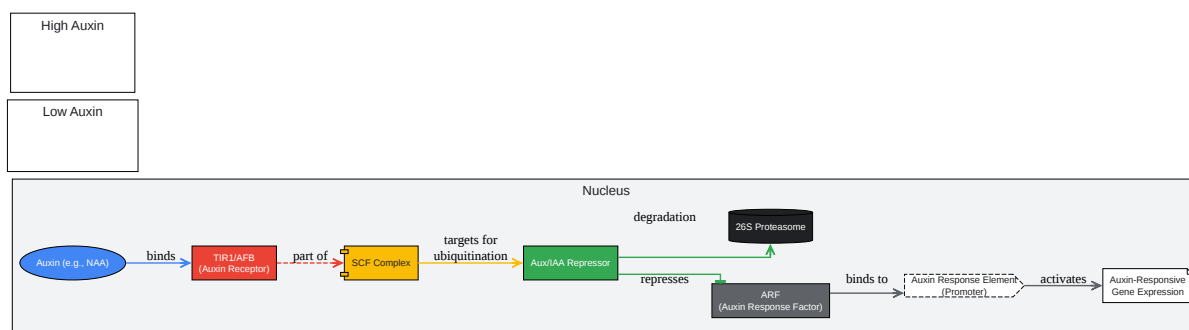 High Auxin
Low Auxin
Nucleus
degradation
26S Proteasome
Auxin (e.g., NAA)
binds
TIR1/AFB
(Auxin Receptor)
part of
SCF Complex
targets for
ubiquitination
Aux/IAA Repressor
represses
ARF
(Auxin Response Factor)
binds to
Auxin Response Element
(Promoter)
activates
Auxin-Responsive
Gene Expression